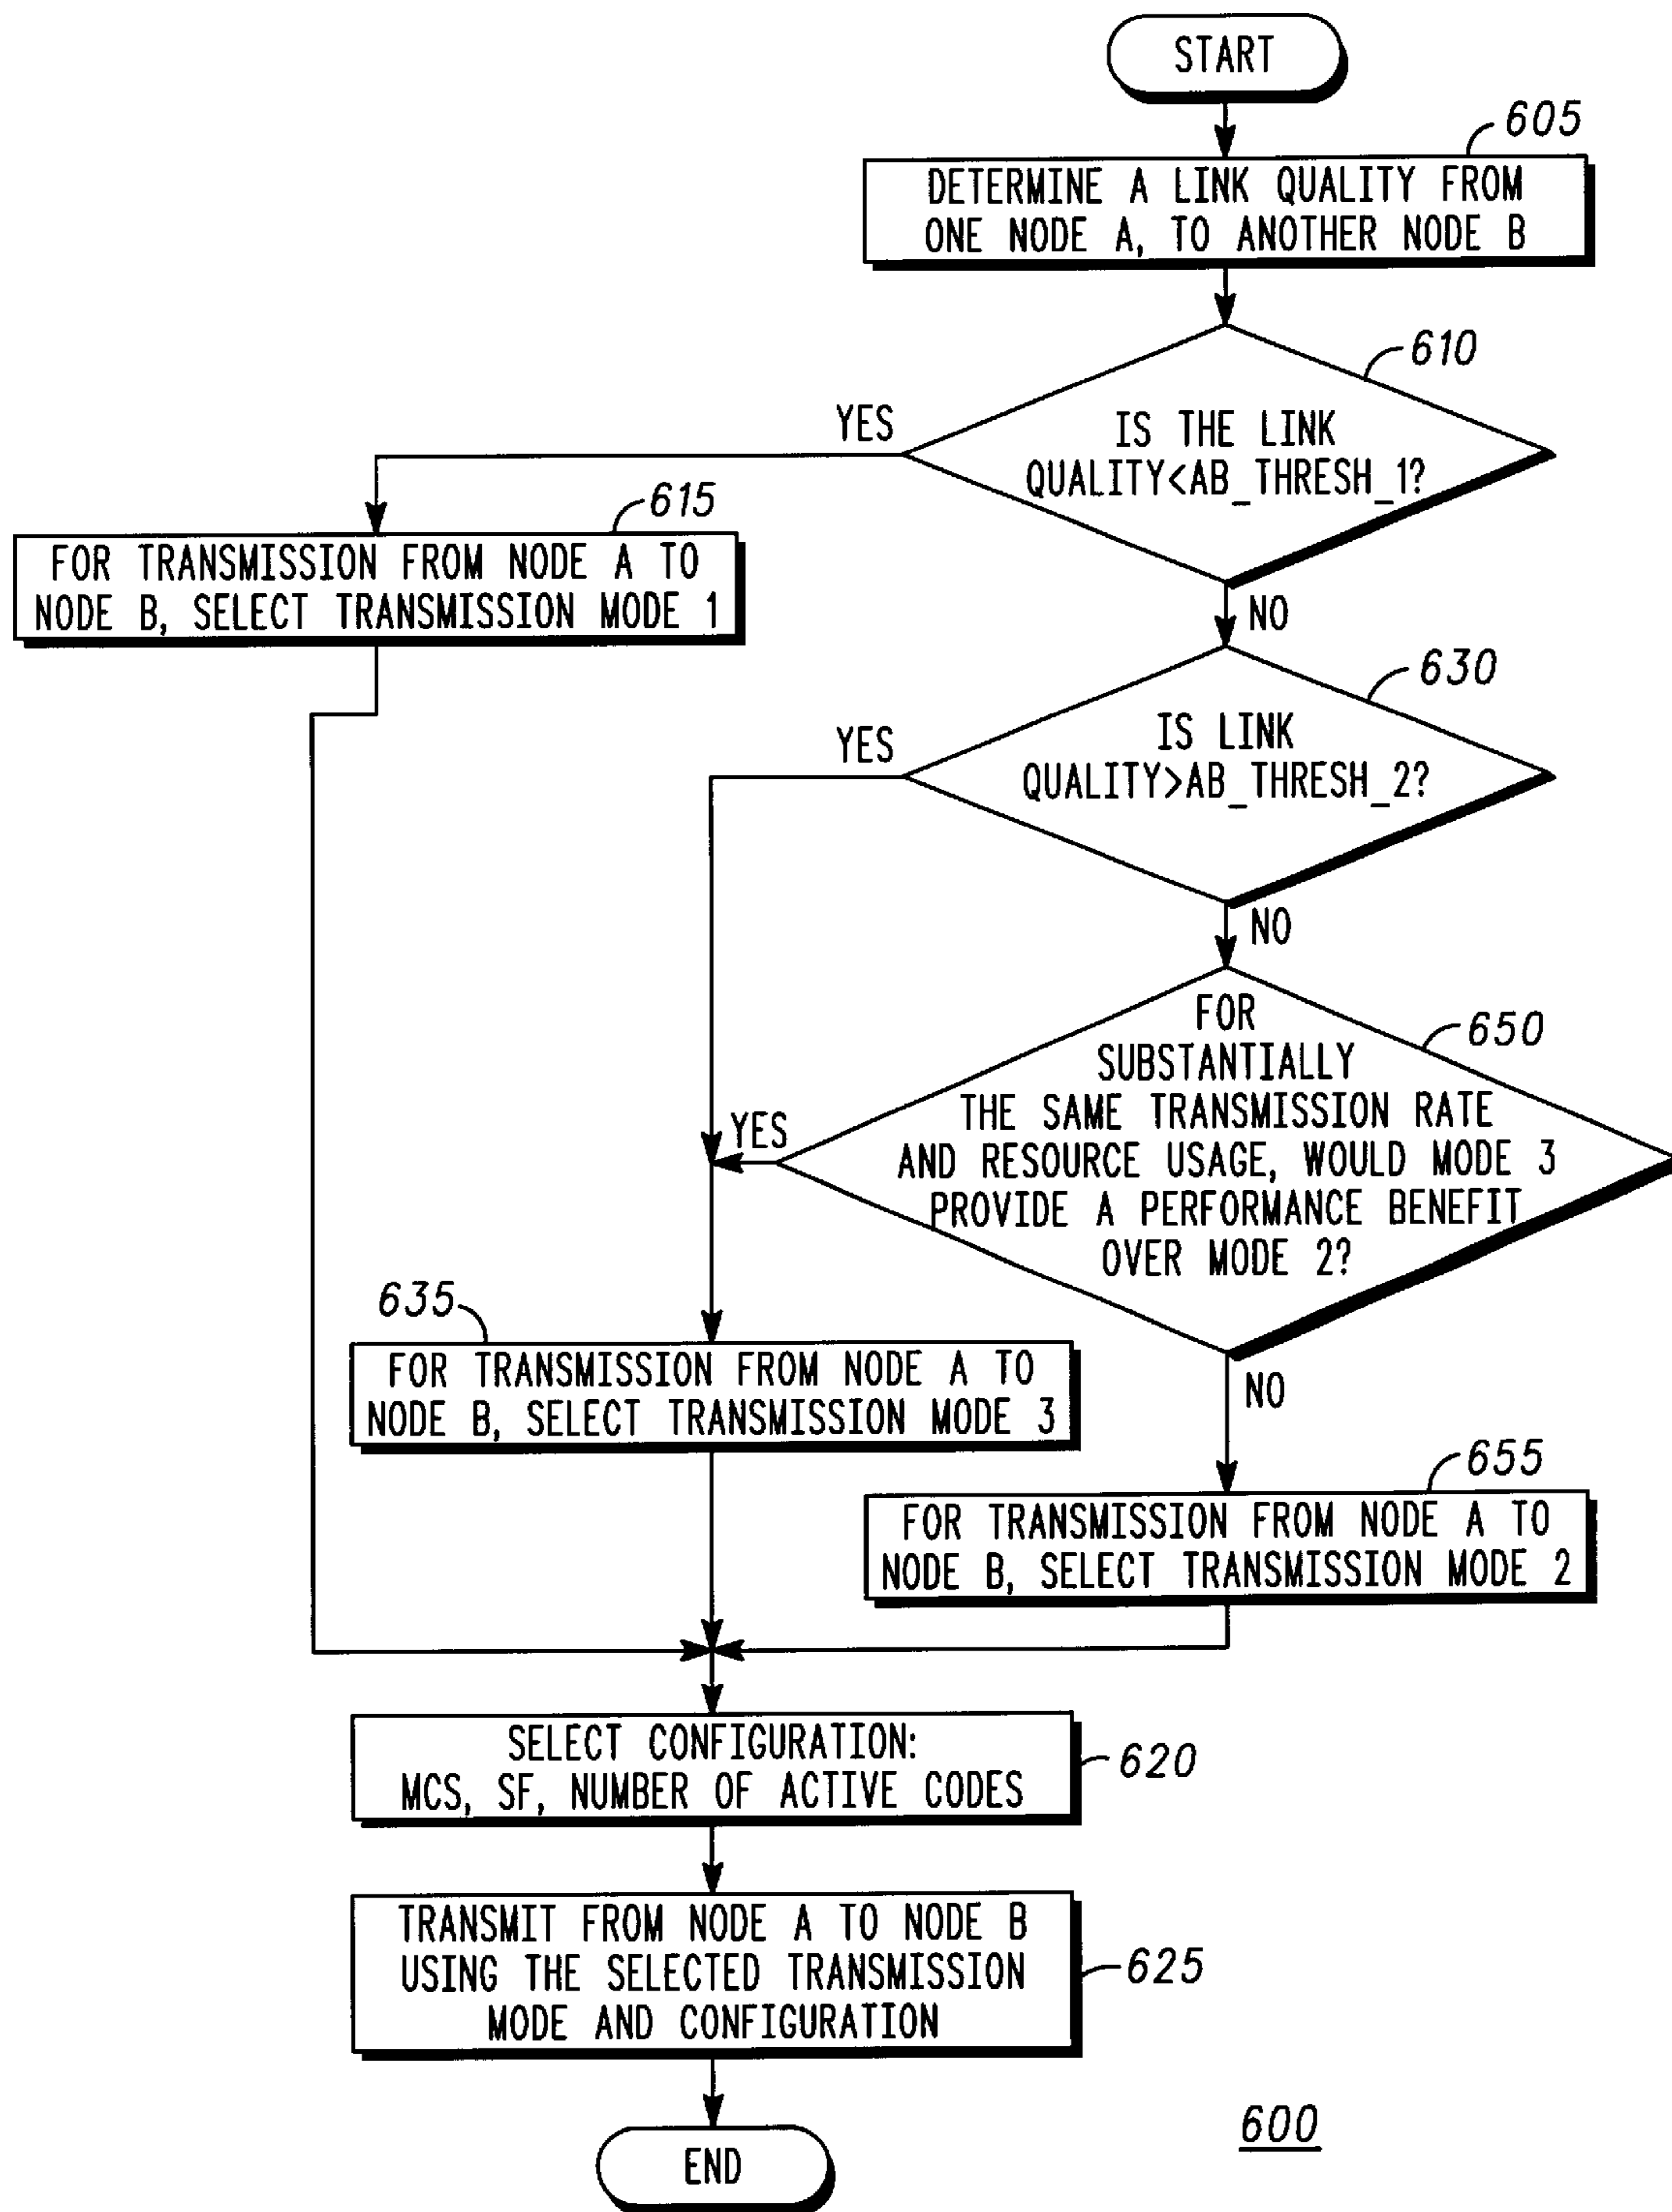 START
605
DETERMINE A LINK QUALITY FROM
ONE NODE A, TO ANOTHER NODE B
610
YES
IS THE LINK
QUALITY<AB_THRESH_1?
615
FOR TRANSMISSION FROM NODE A TO
NODE B, SELECT TRANSMISSION MODE 1
NO
630
YES
IS LINK
QUALITY>AB_THRESH_2?
NO
650
FOR
SUBSTANTIALLY
THE SAME TRANSMISSION RATE
AND RESOURCE USAGE, WOULD MODE 3
PROVIDE A PERFORMANCE BENEFIT
OVER MODE 2?
YES
635
FOR TRANSMISSION FROM NODE A TO
NODE B, SELECT TRANSMISSION MODE 3
NO
655
FOR TRANSMISSION FROM NODE A TO
NODE B, SELECT TRANSMISSION MODE 2
SELECT CONFIGURATION:
MCS, SF, NUMBER OF ACTIVE CODES
620
TRANSMIT FROM NODE A TO NODE B
USING THE SELECTED TRANSMISSION
MODE AND CONFIGURATION
625
END
600